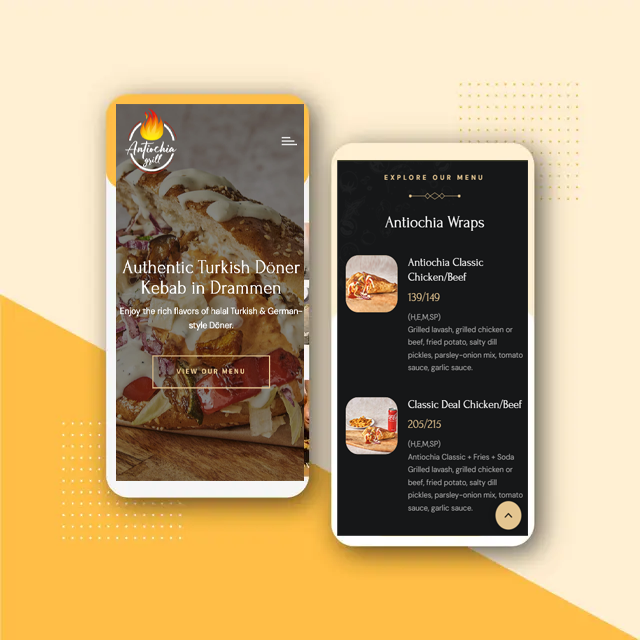 Antiochia
grill
Authentic Turkish Döner
Kebab in Drammen
Enjoy the rich flavors of halal Turkish & German-
style Döner.
VIEW OUR MENU
EXPLORE OUR MENU
Antiochia Wraps
Antiochia Classic
Chicken/Beef
139/149
(H,E,M,SP)
Grilled lavash, grilled chicken or
beef, fried potato, salty dill
pickles, parsley-onion mix, tomato
sauce, garlic sauce.
Classic Deal Chicken/Beef
205/215
(H,E,M,SP)
Antiochia Classic + Fries + Soda
Grilled lavash, grilled chicken or
beef, fried potato, salty dill
pickles, parsley-onion mix, tomato
sauce, garlic sauce.